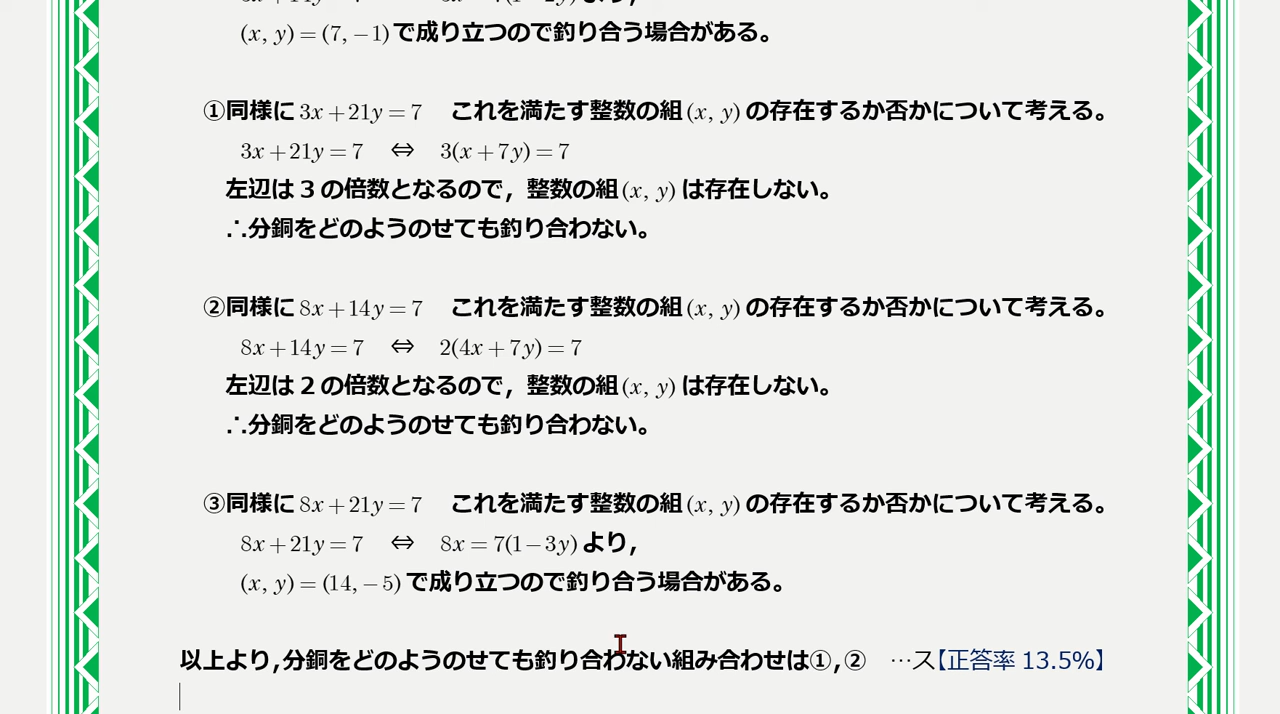 (x, y) = (7, −1)で成り立つので釣り合う場合がある。
①同様に 3x+21y = 7　これを満たす整数の組(x, y)の存在するか否かについて考える。
3x+21y = 7　⇔　3(x+7y) = 7
左辺は 3 の倍数となるので，整数の組(x, y)は存在しない。
∴分銅をどのようのせても釣り合わない。
②同様に 8x+14y = 7　これを満たす整数の組(x, y)の存在するか否かについて考える。
8x+14y = 7　⇔　2(4x+7y) = 7
左辺は 2 の倍数となるので，整数の組(x, y)は存在しない。
∴分銅をどのようのせても釣り合わない。
③同様に 8x+21y = 7　これを満たす整数の組(x, y)の存在するか否かについて考える。
8x+21y = 7　⇔　8x = 7(1−3y)より，
(x, y) = (14, −5)で成り立つので釣り合う場合がある。
以上より，分銅をどのようのせても釣り合わない組み合わせは①，②　…ス【正答率 13.5%】